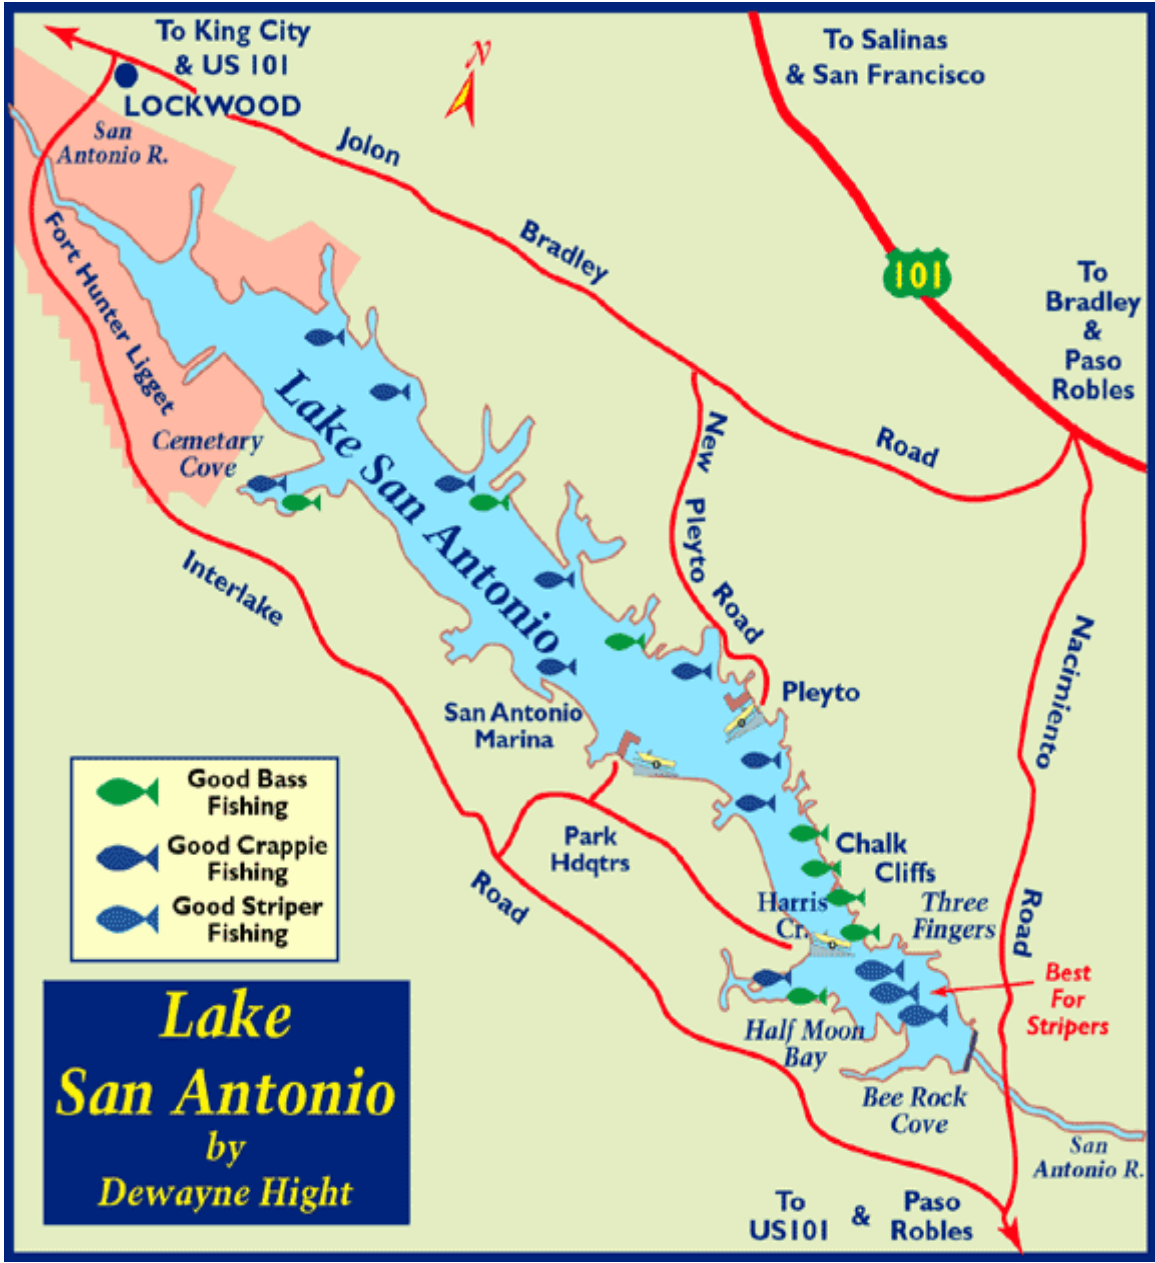 To King City
& US 101
N
To Salinas
& San Francisco
LOCKWOOD
San
Antonio R.
Jolon
Bradley
101
To
Bradley
&
Paso
Robles
Fort Hunter Ligget
Lake San Antonio
Cemetary
Cove
New Pleyto Road
Road
Interlake
Nacimiento
Pleyto
San Antonio
Marina
Good Bass
Fishing
Good Crappie
Fishing
Good Striper
Fishing
Park
Hdqtrs
Chalk
Cliffs
Road
Harris
Cr.
Three
Fingers
Road
Best
For
Stripers
Half Moon
Bay
Bee Rock
Cove
San
Antonio R.
Lake
San Antonio
by
Dewayne Hight
To
US101
&
Paso
Robles